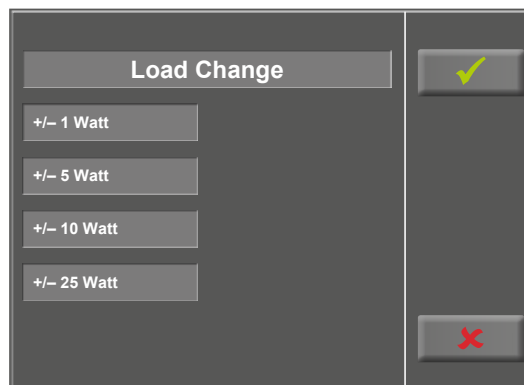 Load Change
+/– 1 Watt
+/– 5 Watt
+/– 10 Watt
+/– 25 Watt